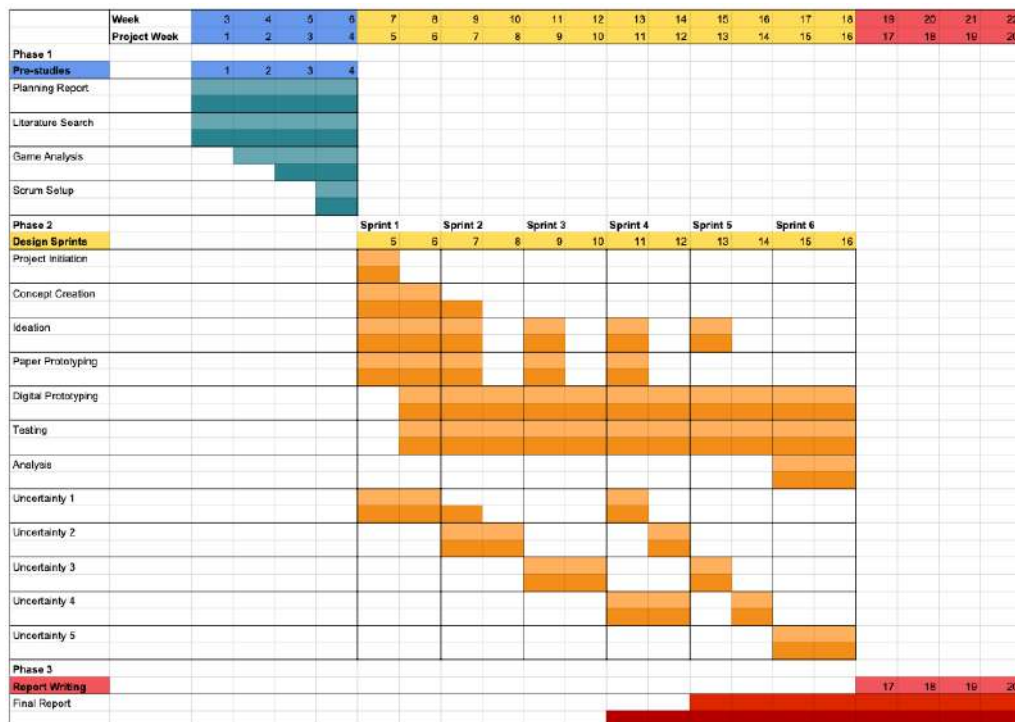 Week 3 4 5 6 7 8 9 10 11 12 13 14 15 16 17 18 19 20 21 22
Project Week 1 2 3 4 5 6 7 8 9 10 11 12 13 14 15 16 17 18 19 20
Phase 1
Pre-studies 1 2 3 4
Planning Report
Literature Search
Game Analysis
Scrum Setup
Phase 2 Sprint 1 Sprint 2 Sprint 3 Sprint 4 Sprint 5 Sprint 6
Design Sprints 5 6 7 8 9 10 11 12 13 14 15 16
Project Initiation
Concept Creation
Ideation
Paper Prototyping
Digital Prototyping
Testing
Analysis
Uncertainty 1
Uncertainty 2
Uncertainty 3
Uncertainty 4
Uncertainty 5
Phase 3
Report Writing 17 18 19 20
Final Report